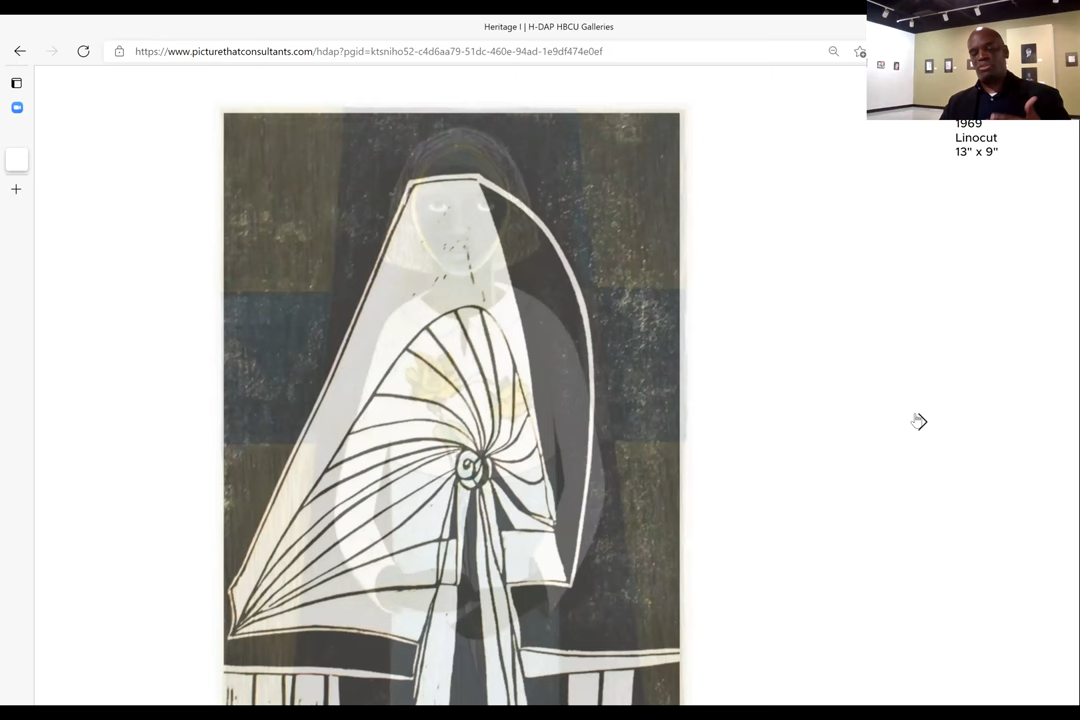 Heritage I | H-DAP HBCU Galleries
https://www.picturethatconsultants.com/hdap?pgid=ktsniho52-c4d6aa79-51dc-460e-94ad-1e9df474e0ef
1969
Linocut
13" x 9"